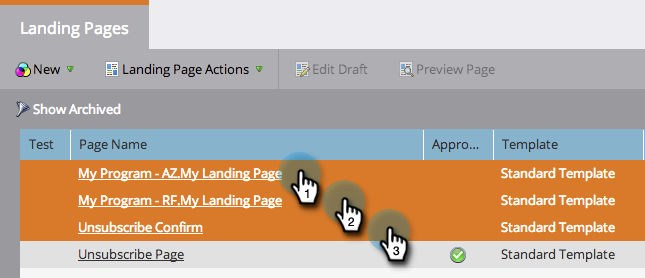 Landing Pages
New Landing Page Actions Edit Draft Preview Page
Show Archived
Test Page Name Appro... Template
My Program - AZ.My Landing Page Standard Template
1
My Program - RF.My Landing Page Standard Template
2
Unsubscribe Confirm Standard Template
3
Unsubscribe Page Standard Template